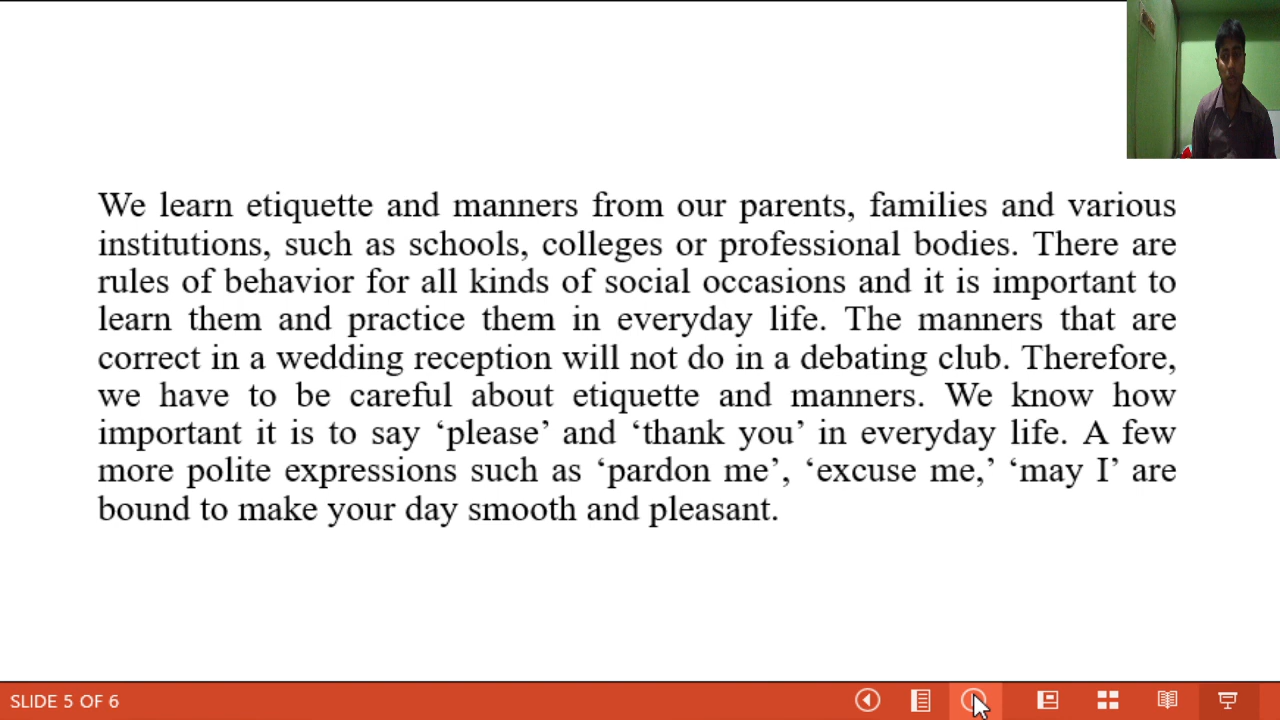 We learn etiquette and manners from our parents, families and various
institutions, such as schools, colleges or professional bodies. There are
rules of behavior for all kinds of social occasions and it is important to
learn them and practice them in everyday life. The manners that are
correct in a wedding reception will not do in a debating club. Therefore,
we have to be careful about etiquette and manners. We know how
important it is to say ‘please’ and ‘thank you’ in everyday life. A few
more polite expressions such as ‘pardon me’, ‘excuse me,’ ‘may I’ are
bound to make your day smooth and pleasant.
SLIDE 5 OF 6